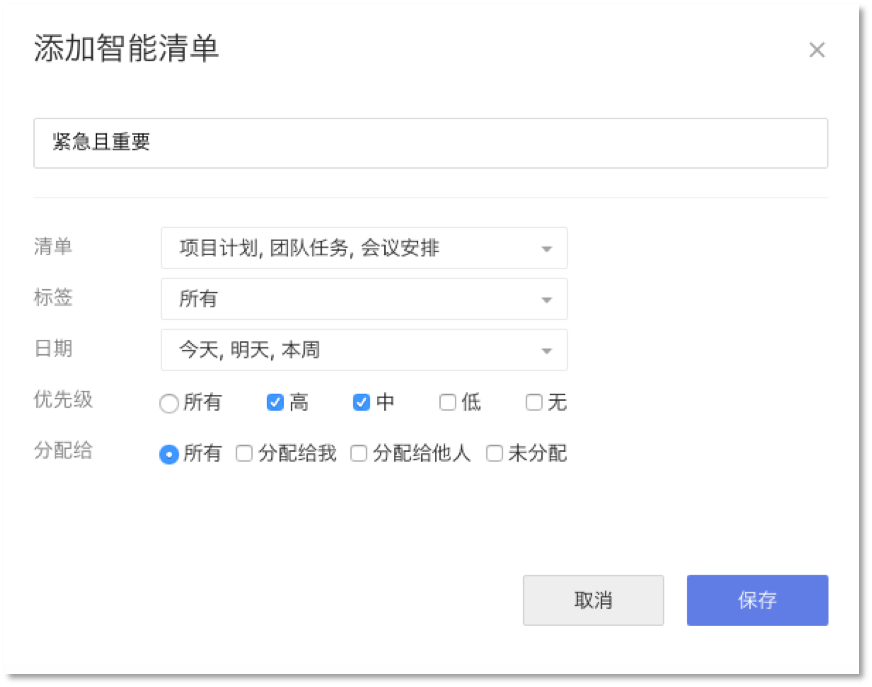 添加智能清单
紧急且重要
清单 项目计划, 团队任务, 会议安排
标签 所有
日期 今天, 明天, 本周
优先级 所有 高 中 低 无
分配给 所有 分配给我 分配给他人 未分配
取消 保存